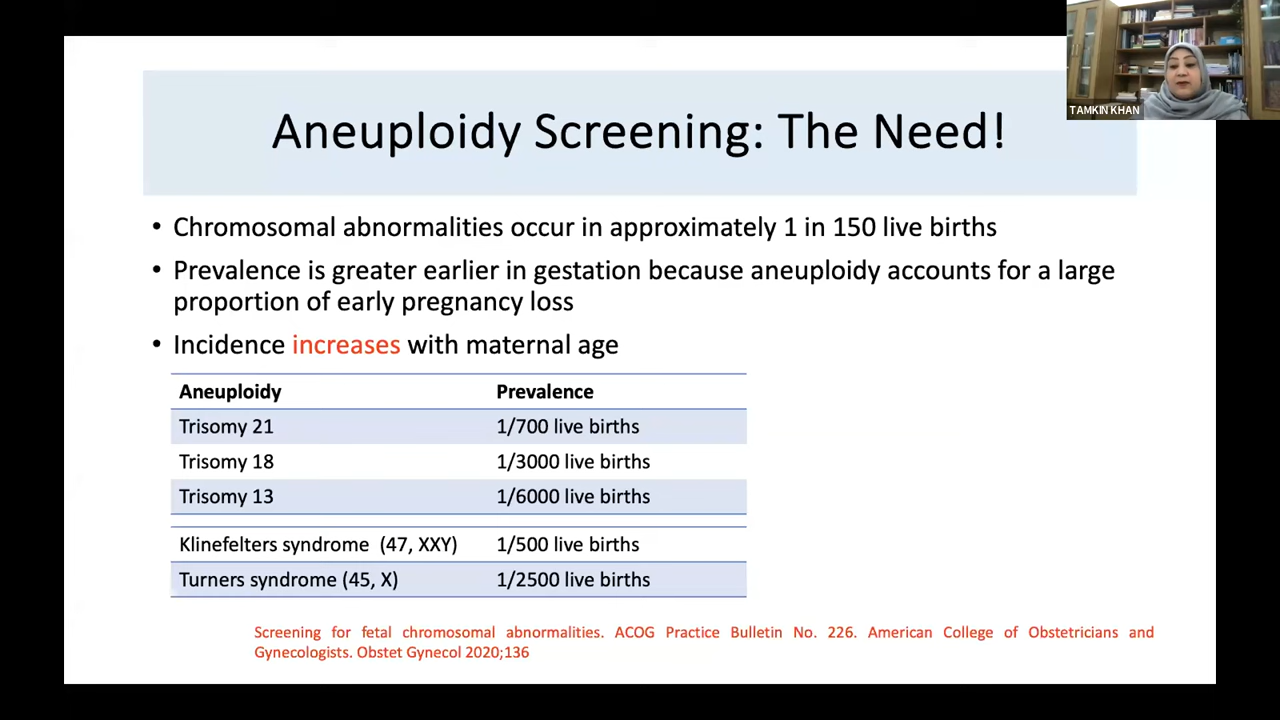 TAMKIN KHAN
Aneuploidy Screening: The Need!
• Chromosomal abnormalities occur in approximately 1 in 150 live births
• Prevalence is greater earlier in gestation because aneuploidy accounts for a large
proportion of early pregnancy loss
• Incidence increases with maternal age
Aneuploidy Prevalence
Trisomy 21 1/700 live births
Trisomy 18 1/3000 live births
Trisomy 13 1/6000 live births
Klinefelters syndrome (47, XXY) 1/500 live births
Turners syndrome (45, X) 1/2500 live births
Screening for fetal chromosomal abnormalities. ACOG Practice Bulletin No. 226. American College of Obstetricians and
Gynecologists. Obstet Gynecol 2020;136